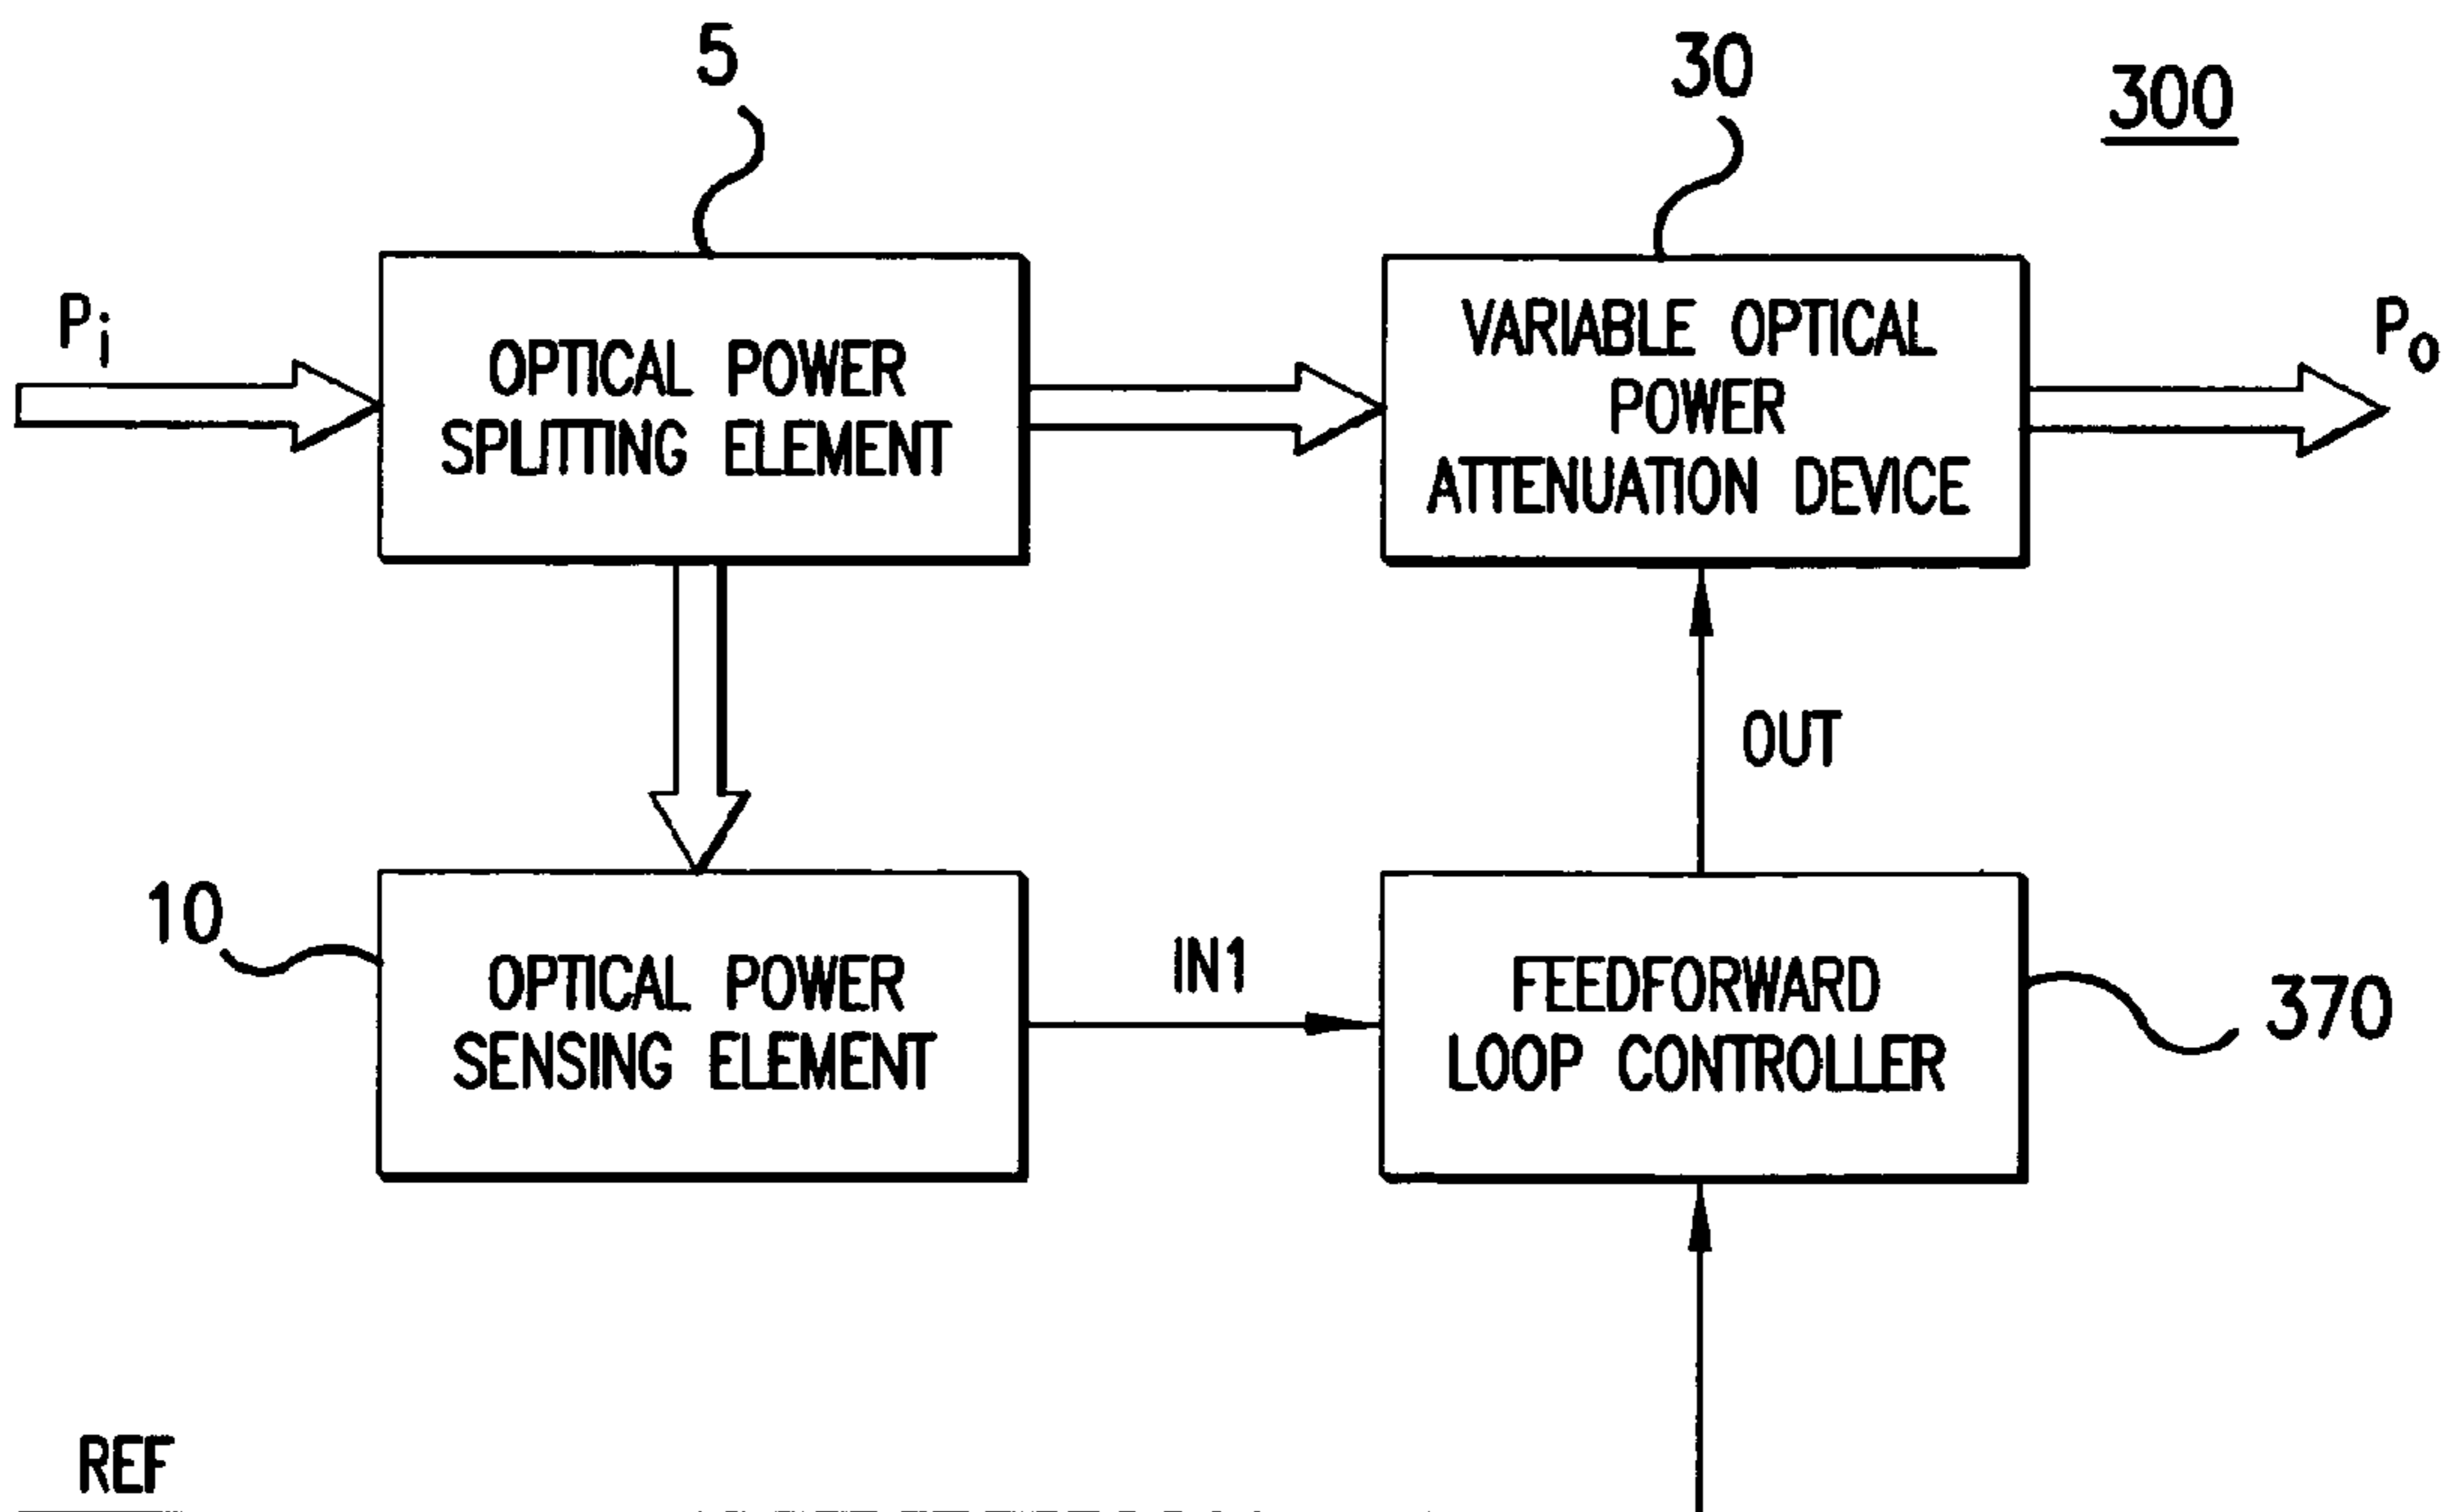 5
30
300
Pi
OPTICAL POWER
SPLITTING ELEMENT
VARIABLE OPTICAL
POWER
ATTENUATION DEVICE
Po
OUT
10
OPTICAL POWER
SENSING ELEMENT
IN1
FEEDFORWARD
LOOP CONTROLLER
370
REF